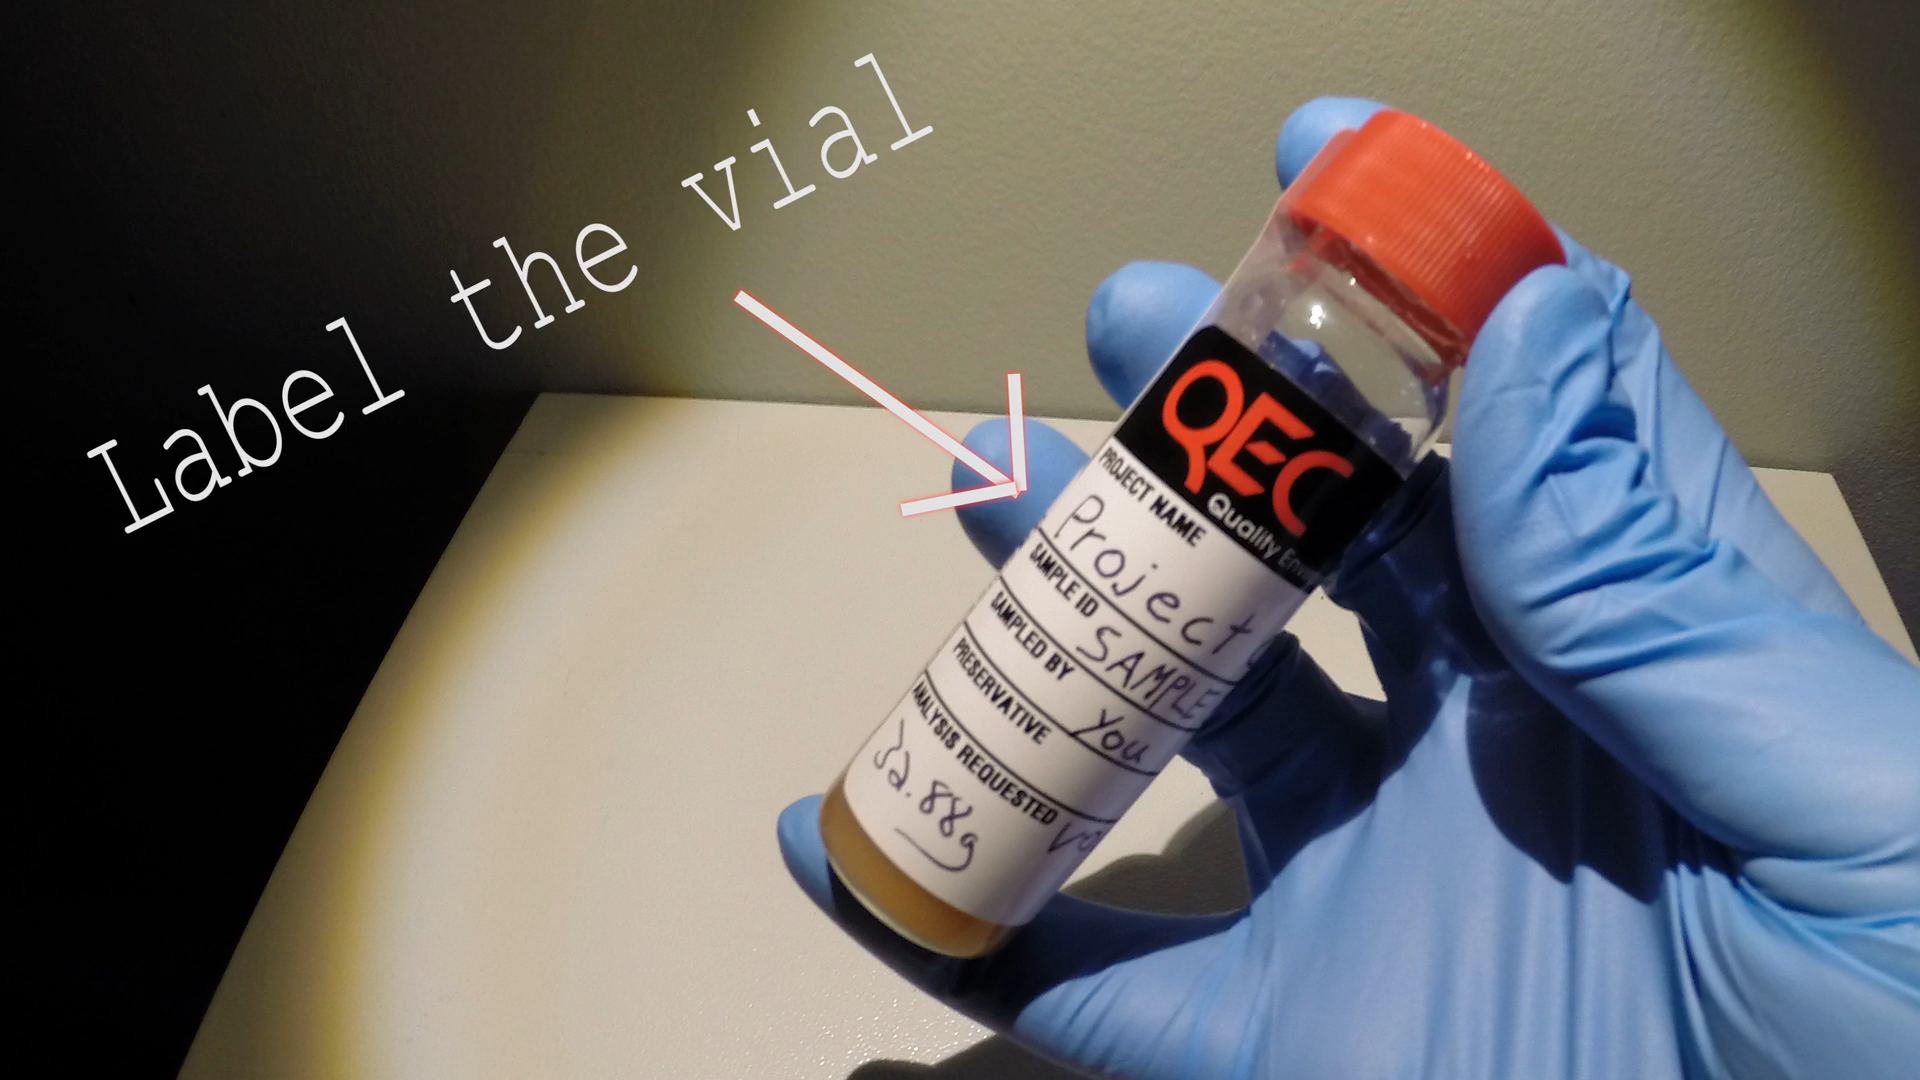 Label the vial
QEC
Quality
PROJECT NAME
Project
SAMPLE ID SAMPLE
SAMPLED BY You
PRESERVATIVE
ANALYSIS REQUESTED
32.88g